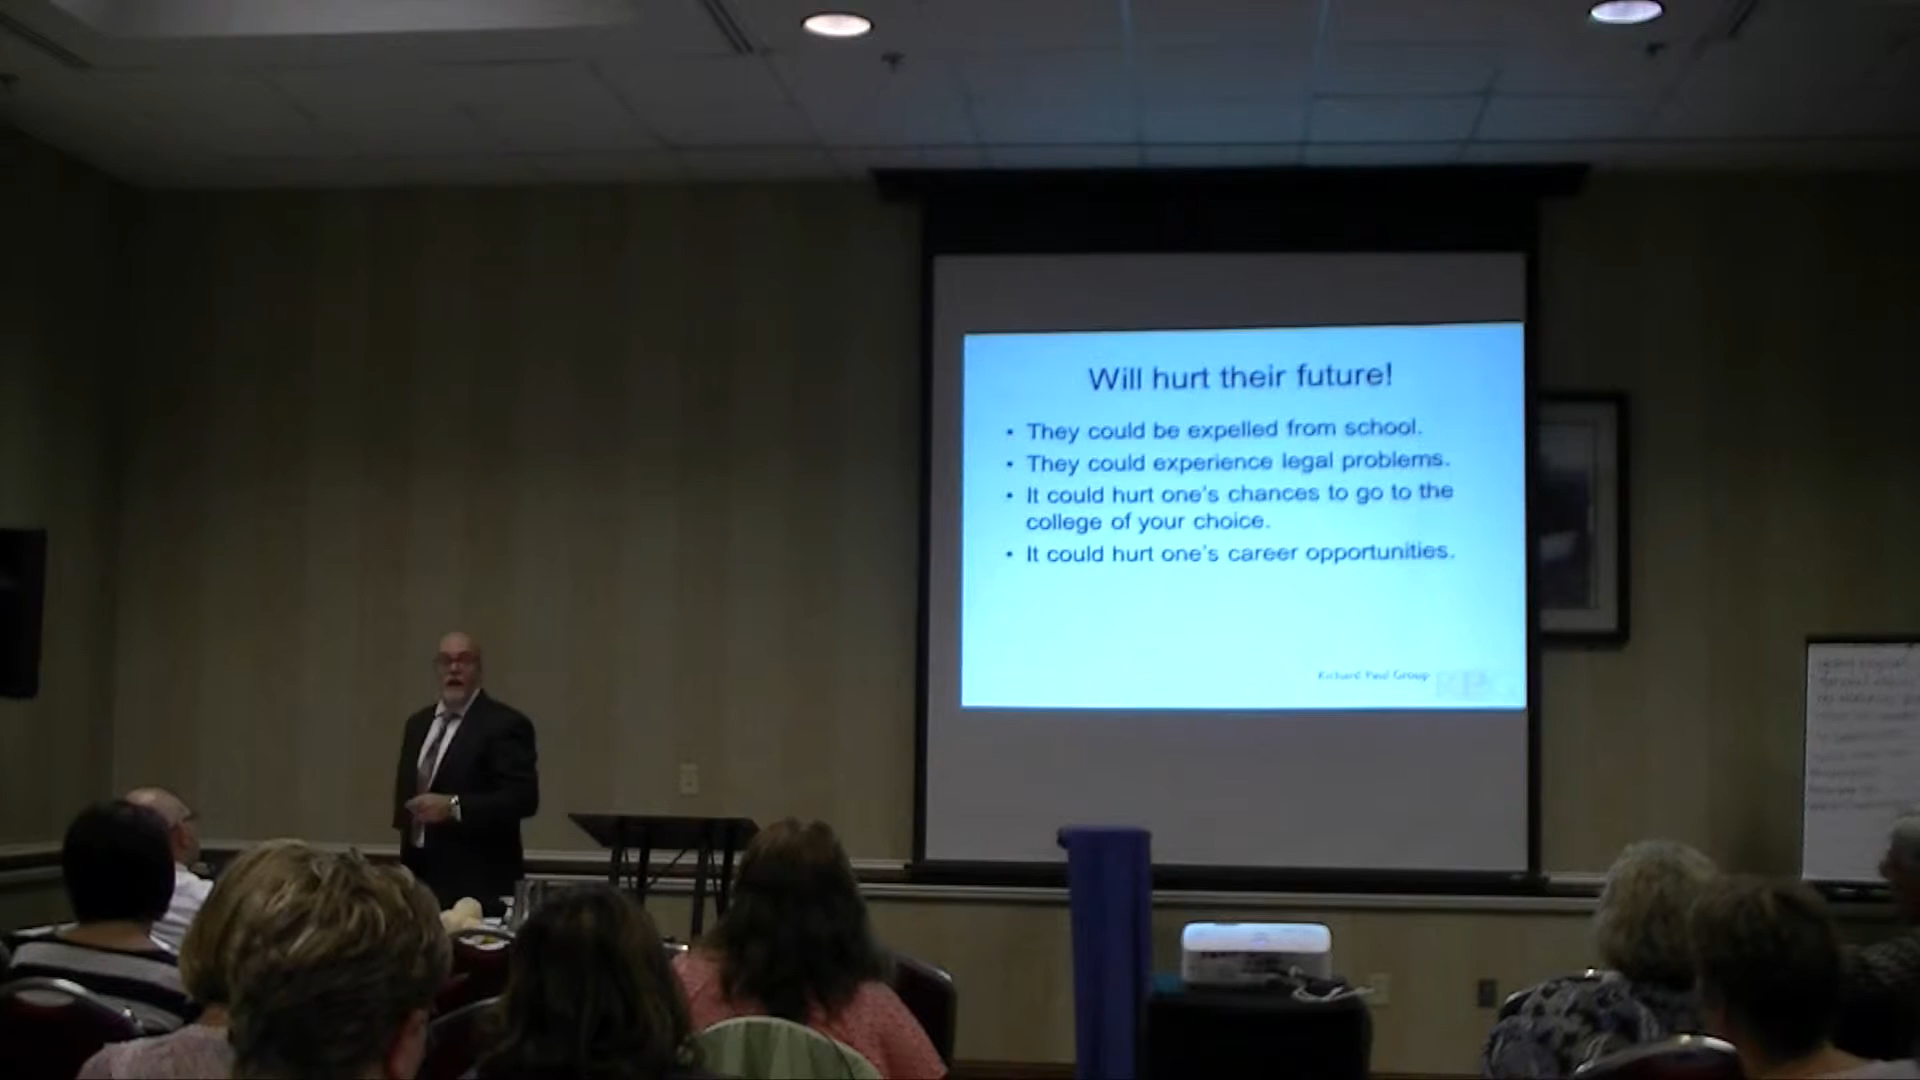 Will hurt their future!
• They could be expelled from school.
• They could experience legal problems.
• It could hurt one's chances to go to the
college of your choice.
• It could hurt one's career opportunities.
Richard Paul Group